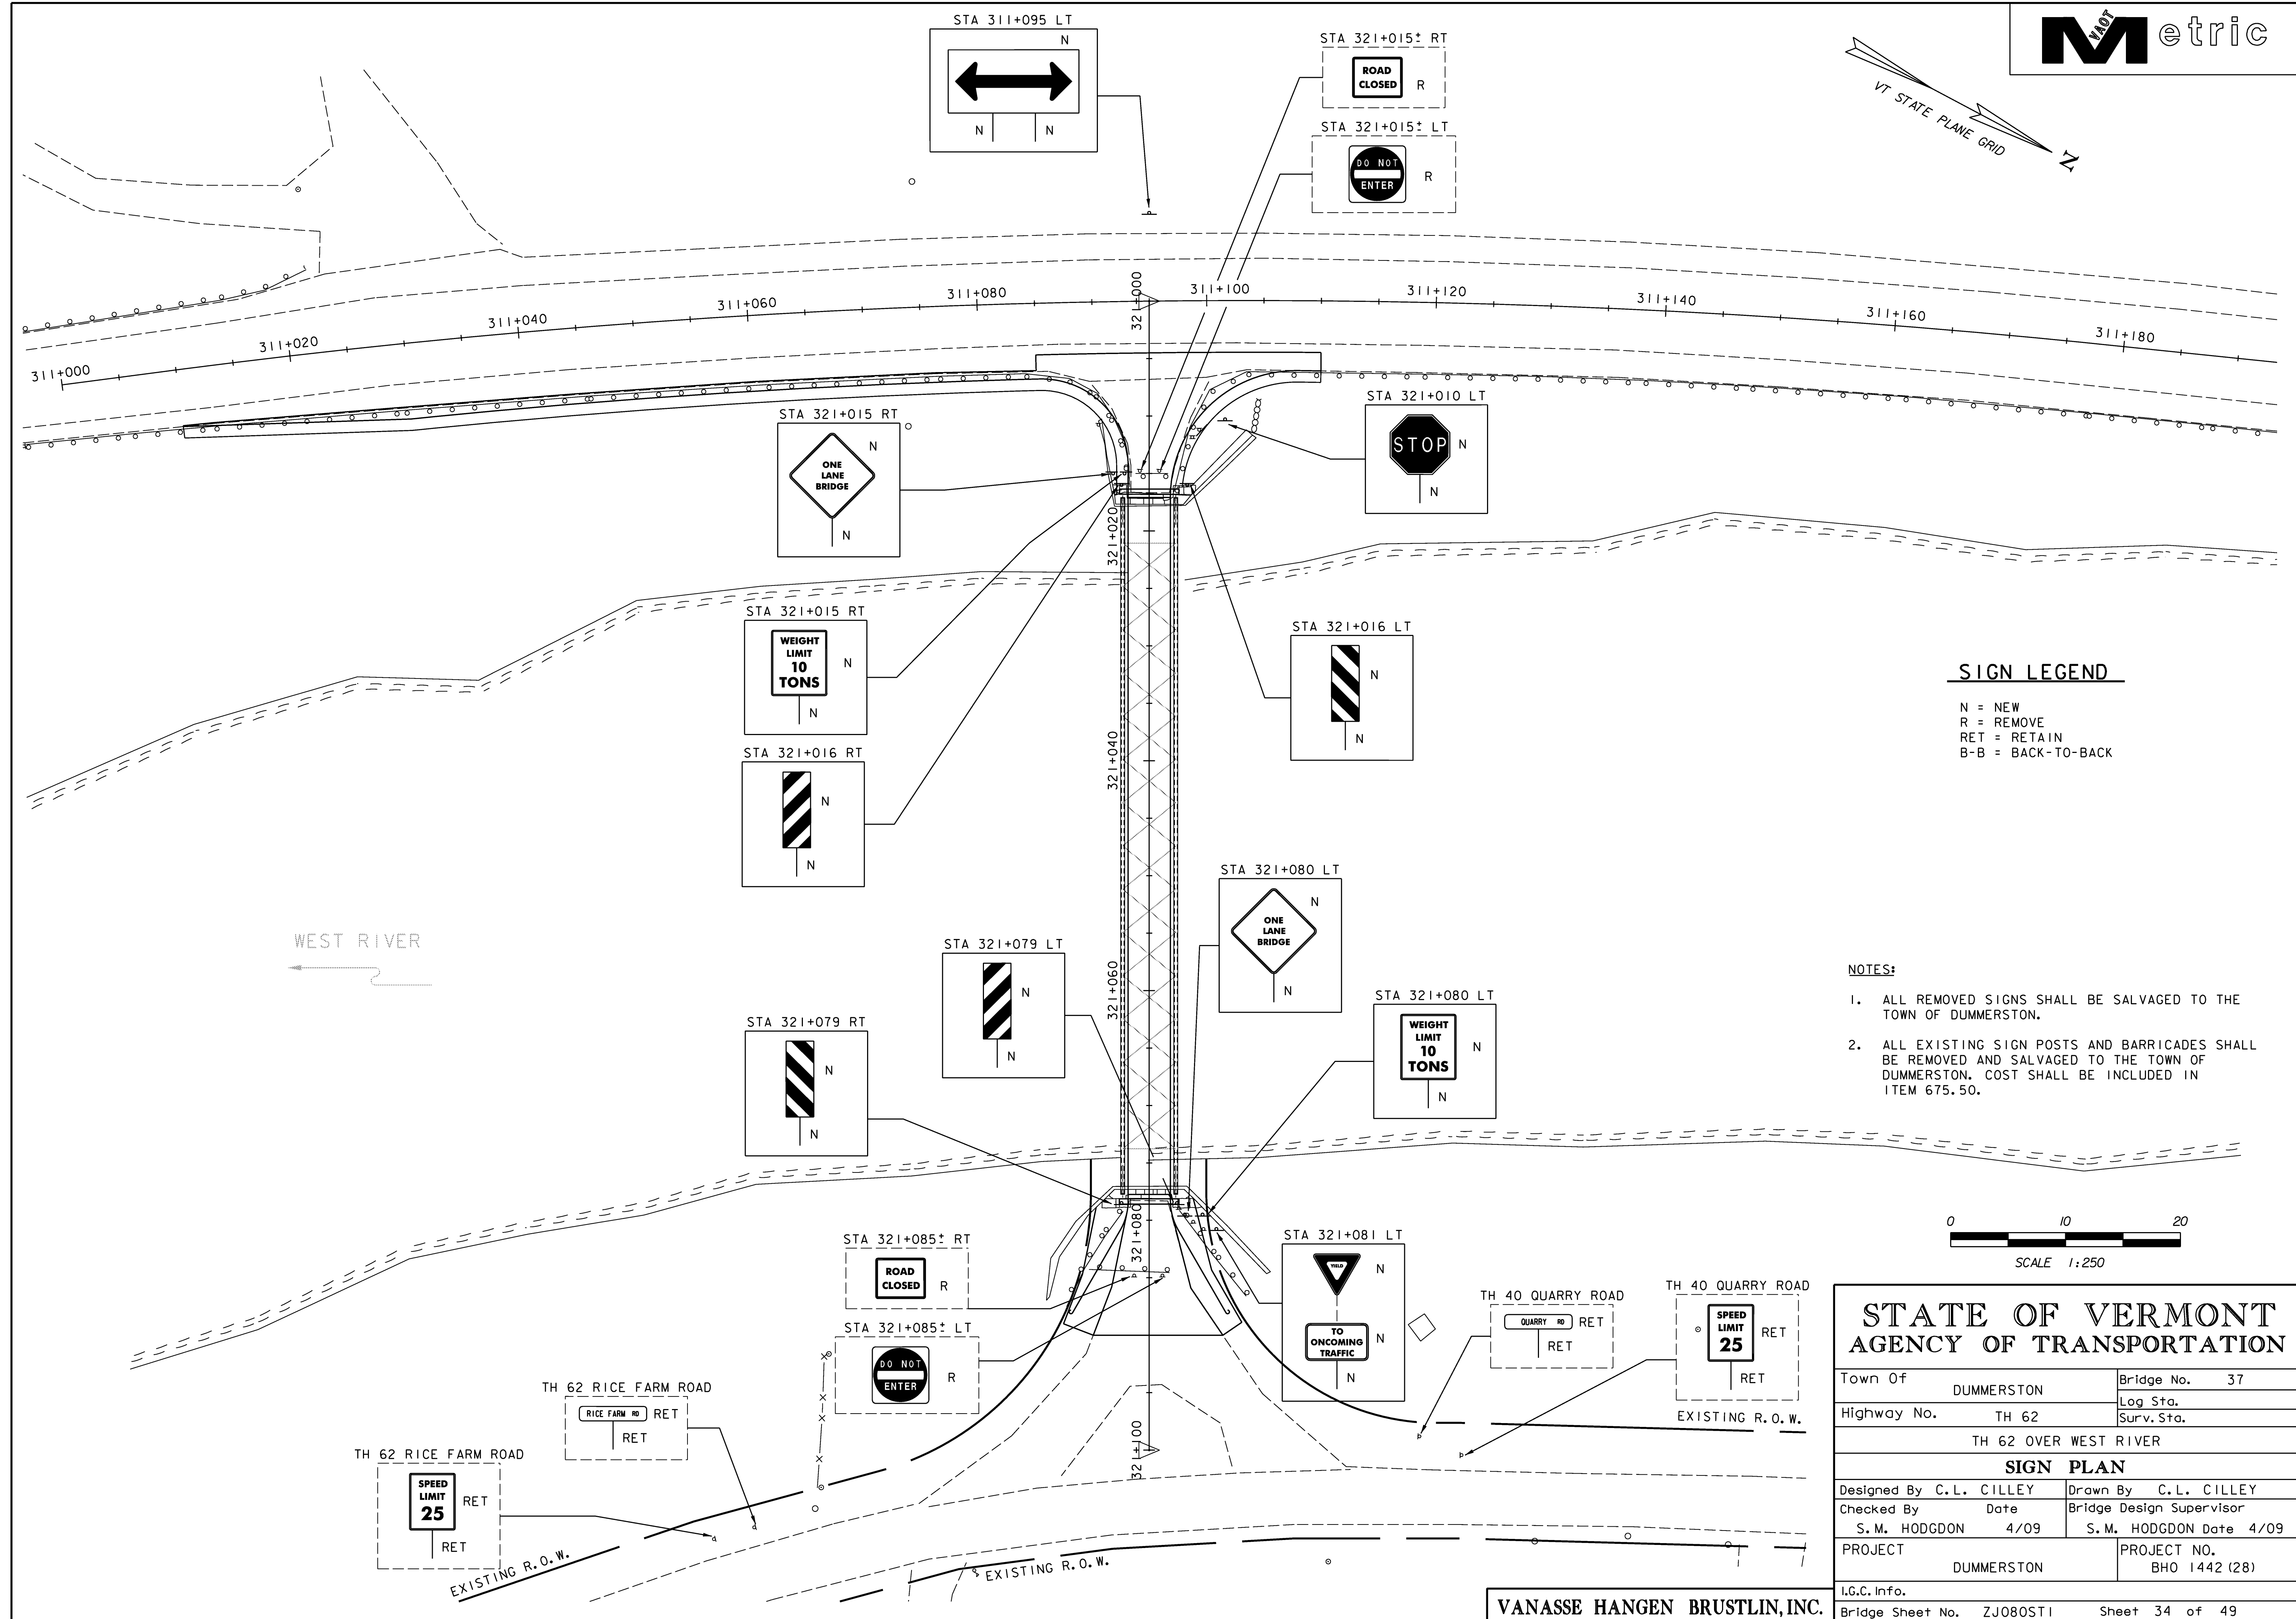 VAOT
Metric
VT STATE PLANE GRID
N
STA 311+095 LT
N
N N
STA 321+015± RT
ROAD
CLOSED
R
STA 321+015± LT
DO NOT
ENTER
R
311+000
311+020
311+040
311+060
311+080
321+000
311+100
311+120
311+140
311+160
311+180
STA 321+015 RT
ONE
LANE
BRIDGE
N
N
STA 321+010 LT
STOP
N
N
321+020
STA 321+015 RT
WEIGHT
LIMIT
10
TONS
N
N
STA 321+016 LT
N
N
STA 321+016 RT
N
N
321+040
SIGN LEGEND
N = NEW
R = REMOVE
RET = RETAIN
B-B = BACK-TO-BACK
WEST RIVER
STA 321+080 LT
ONE
LANE
BRIDGE
N
N
STA 321+079 LT
N
N
321+060
STA 321+079 RT
N
N
STA 321+080 LT
WEIGHT
LIMIT
10
TONS
N
N
NOTES:
1. ALL REMOVED SIGNS SHALL BE SALVAGED TO THE
TOWN OF DUMMERSTON.
2. ALL EXISTING SIGN POSTS AND BARRICADES SHALL
BE REMOVED AND SALVAGED TO THE TOWN OF
DUMMERSTON. COST SHALL BE INCLUDED IN
ITEM 675.50.
321+080
STA 321+085± RT
ROAD
CLOSED
R
STA 321+085± LT
DO NOT
ENTER
R
STA 321+081 LT
YIELD
N
TO
ONCOMING
TRAFFIC
N
N
TH 40 QUARRY ROAD
QUARRY RD
RET
RET
TH 40 QUARRY ROAD
SPEED
LIMIT
25
RET
RET
TH 62 RICE FARM ROAD
RICE FARM RD
RET
RET
TH 62 RICE FARM ROAD
SPEED
LIMIT
25
RET
RET
321+100
EXISTING R.O.W.
EXISTING R.O.W.
EXISTING R.O.W.
0 10 20
SCALE 1:250
STATE OF VERMONT
AGENCY OF TRANSPORTATION
Town Of DUMMERSTON
Bridge No. 37
Log Sta.
Highway No. TH 62
Surv. Sta.
TH 62 OVER WEST RIVER
SIGN PLAN
Designed By C.L. CILLEY
Drawn By C.L. CILLEY
Checked By Date
S.M. HODGDON 4/09
Bridge Design Supervisor
S.M. HODGDON Date 4/09
PROJECT
DUMMERSTON
PROJECT NO.
BHO 1442 (28)
I.G.C. Info.
Bridge Sheet No. ZJ080ST1 Sheet 34 of 49
VANASSE HANGEN BRUSTLIN, INC.